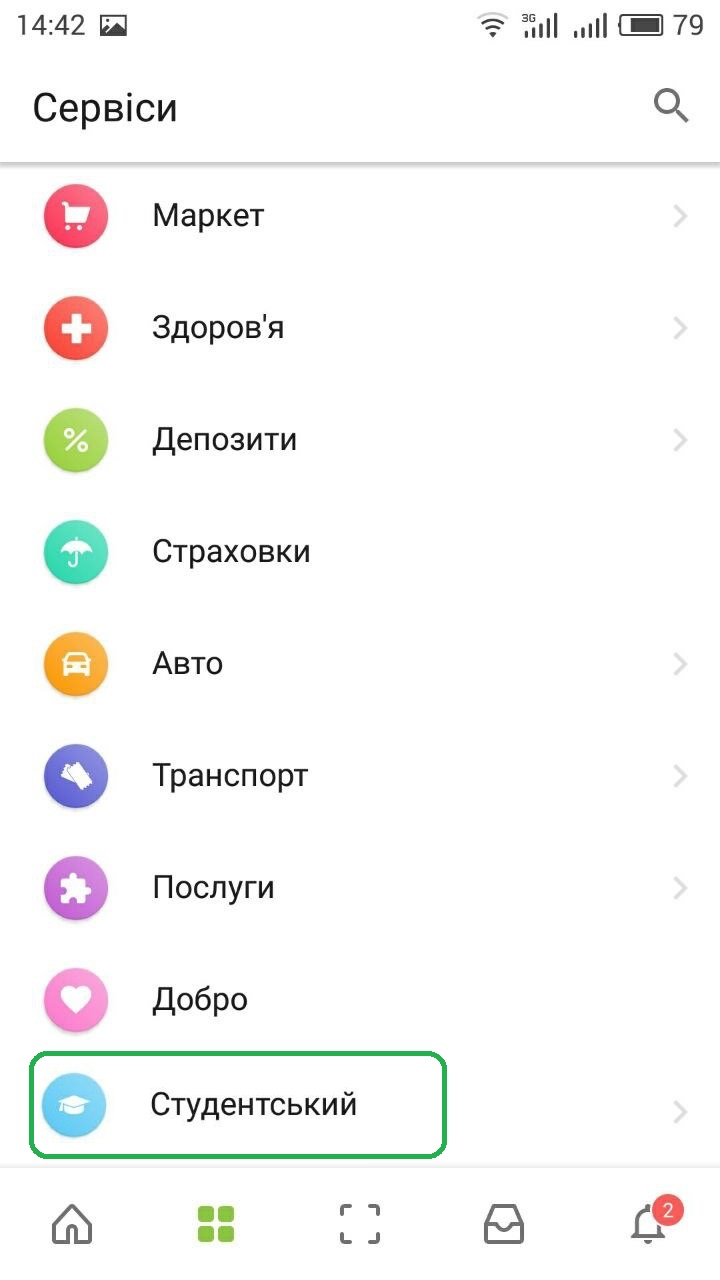 14:42 3G 79
Сервіси
Маркет
Здоров'я
Депозити
Страховки
Авто
Транспорт
Послуги
Добро
Студентський
2